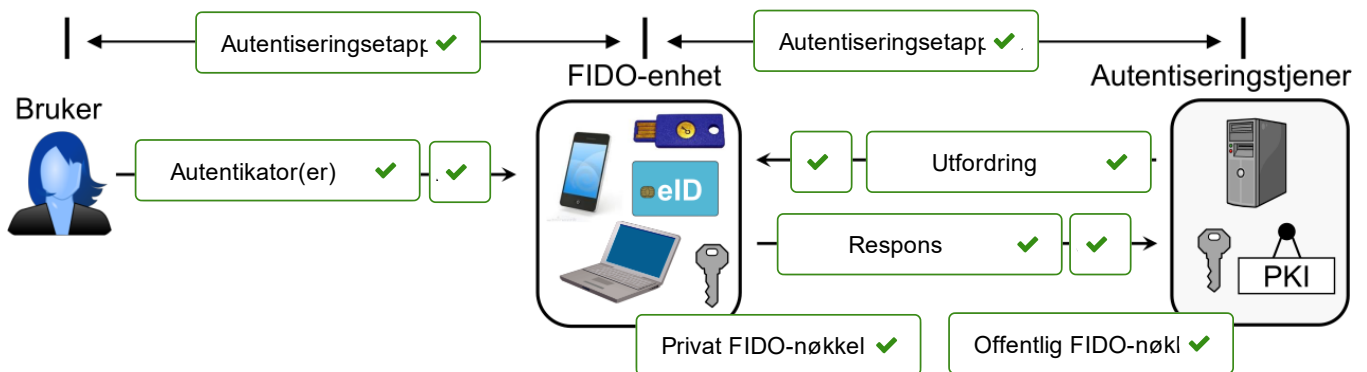 Autentiseringsetapp
Autentiseringsetapp
FIDO-enhet
Autentiseringstjener
Bruker
Autentikator(er)
Utfordring
eID
Respons
PKI
Privat FIDO-nøkkel
Offentlig FIDO-nøkl